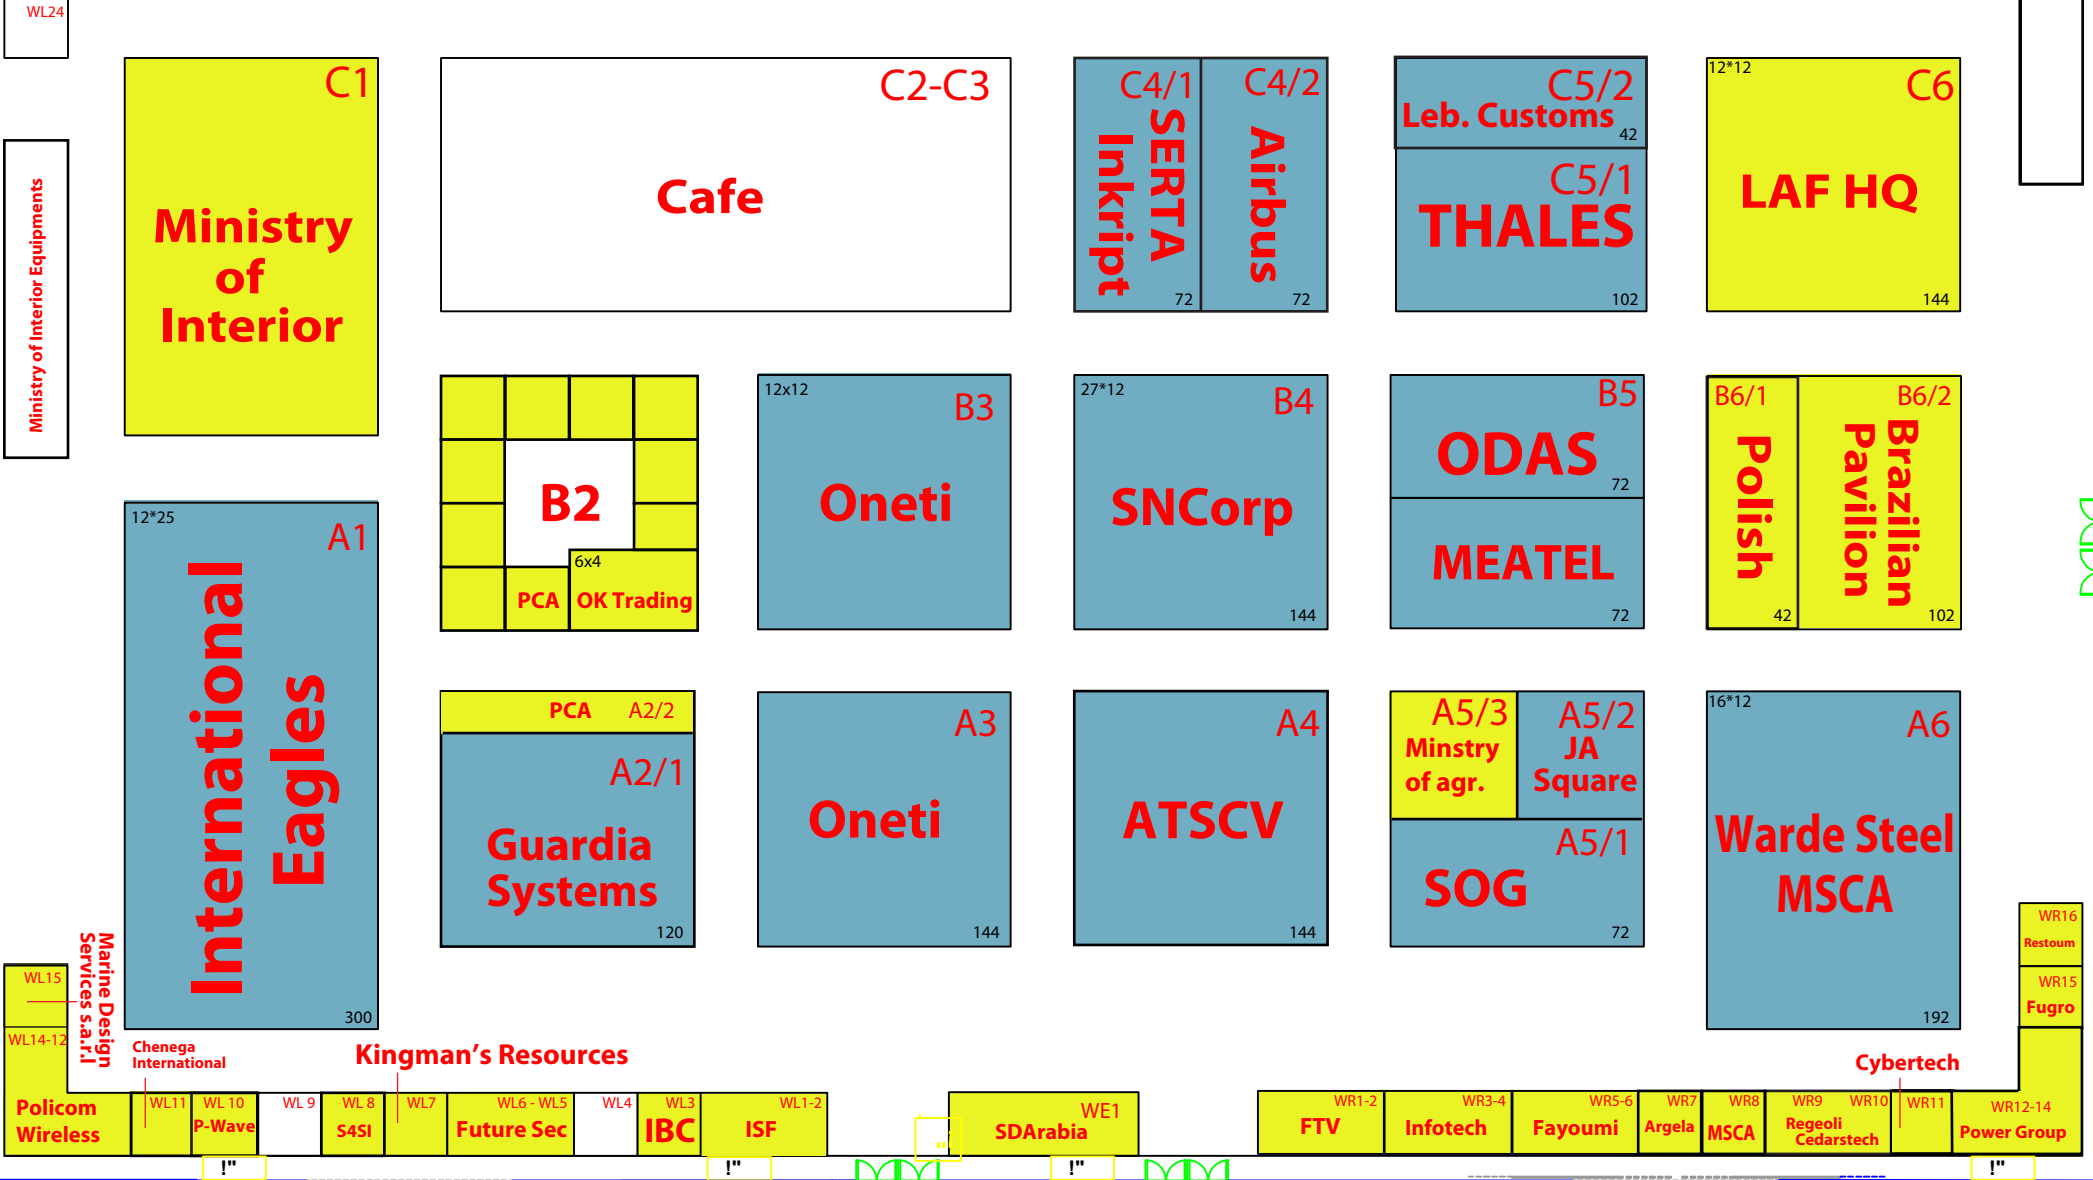 WL24
C1
Ministry
of
Interior
C2-C3
Cafe
C4/1
SERTA
Inkript
72
C4/2
Airbus
72
C5/2
Leb. Customs
42
C5/1
THALES
102
12*12
C6
LAF HQ
144
Ministry of Interior Equipments
B2
6x4
PCA
OK Trading
12x12
B3
Oneti
27*12
B4
SNCorp
144
B5
ODAS
72
MEATEL
72
B6/1
Polish
42
B6/2
Brazilian
Pavilion
102
12*25
A1
International
Eagles
300
PCA
A2/2
A2/1
Guardia
Systems
120
A3
Oneti
144
A4
ATSCV
144
A5/3
Minstry
of agr.
A5/2
JA
Square
A5/1
SOG
72
16*12
A6
Warde Steel
MSCA
192
WR16
Restoum
WR15
Fugro
WL15
Marine Design
Services s.a.r.l
WL14-12
Policom
Wireless
Chenega
International
WL11
WL 10
P-Wave
WL 9
WL 8
S4SI
Kingman's Resources
WL7
WL6 - WL5
Future Sec
WL4
WL3
IBC
WL1-2
ISF
WE1
SDArabia
WR1-2
FTV
WR3-4
Infotech
WR5-6
Fayoumi
WR7
Argela
WR8
MSCA
WR9
WR10
Regeoli
Cedarstech
Cybertech
WR11
WR12-14
Power Group
"
!"
!"
!"
!"